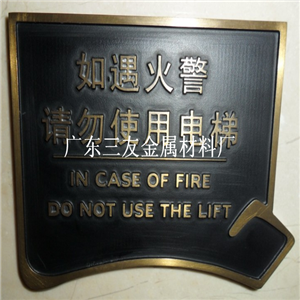 如遇火警
请勿使用电梯
广东三友金属材料厂
IN CASE OF FIRE
DO NOT USE THE LIFT